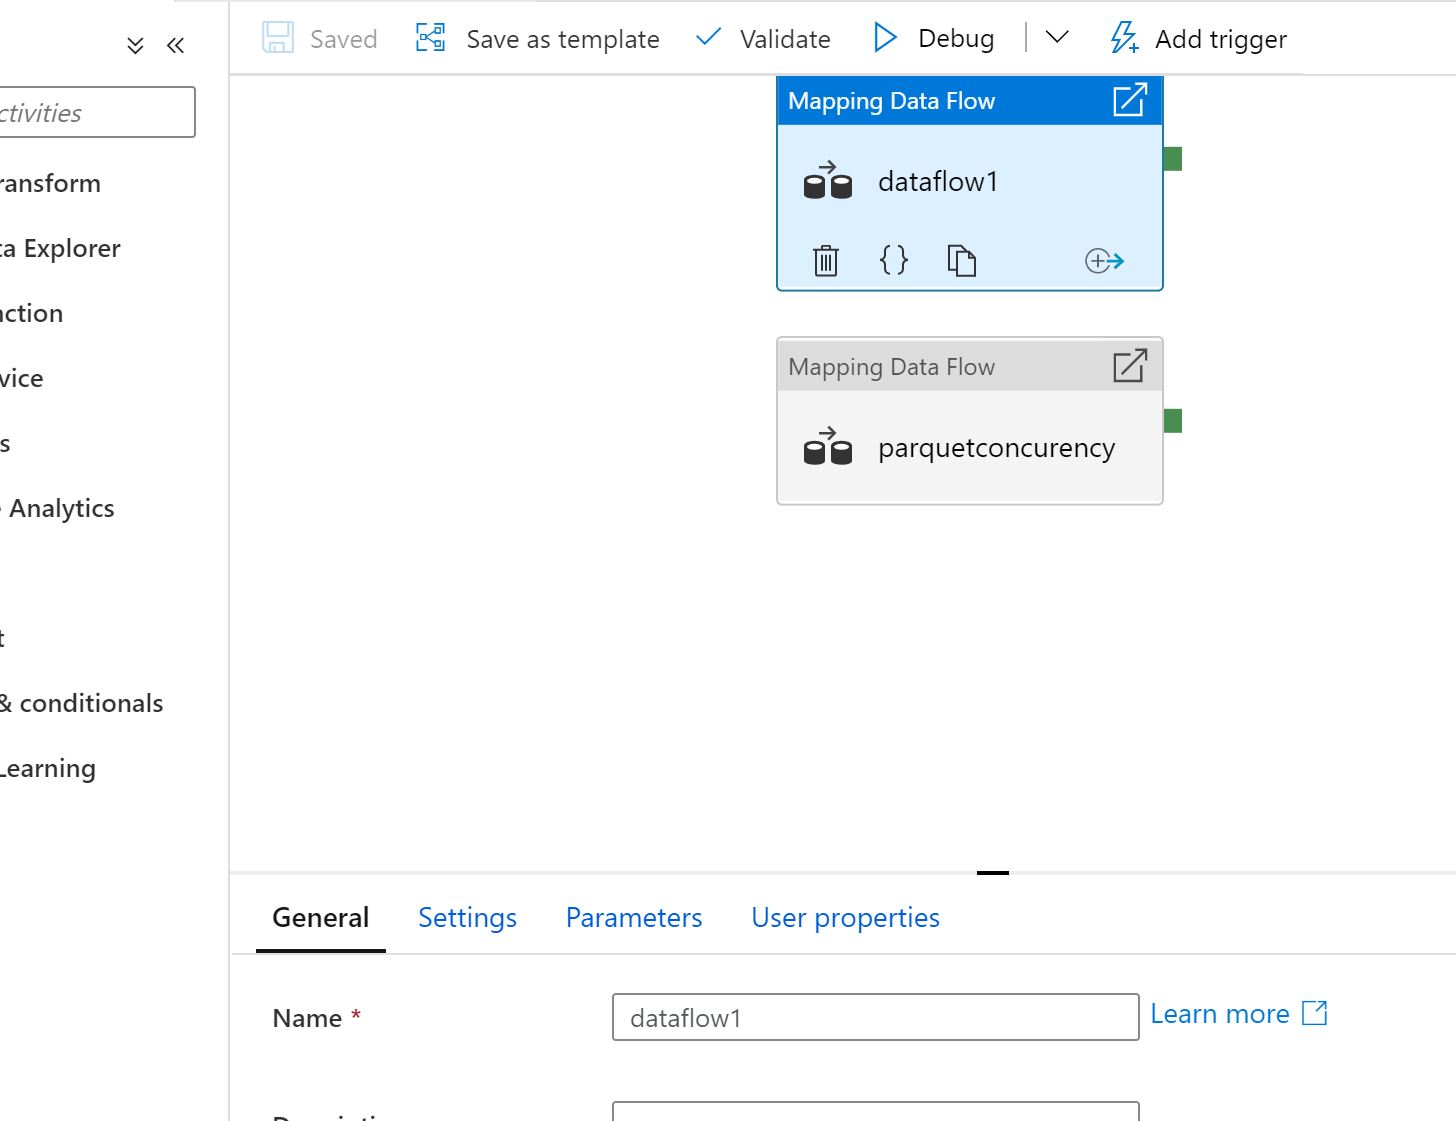 Saved Save as template Validate Debug Add trigger
ctivities
ransform
ta Explorer
nction
vice
s
Analytics
t
& conditionals
Learning
Mapping Data Flow
dataflow1
{}
Mapping Data Flow
parquetconcurency
General Settings Parameters User properties
Name * dataflow1 Learn more